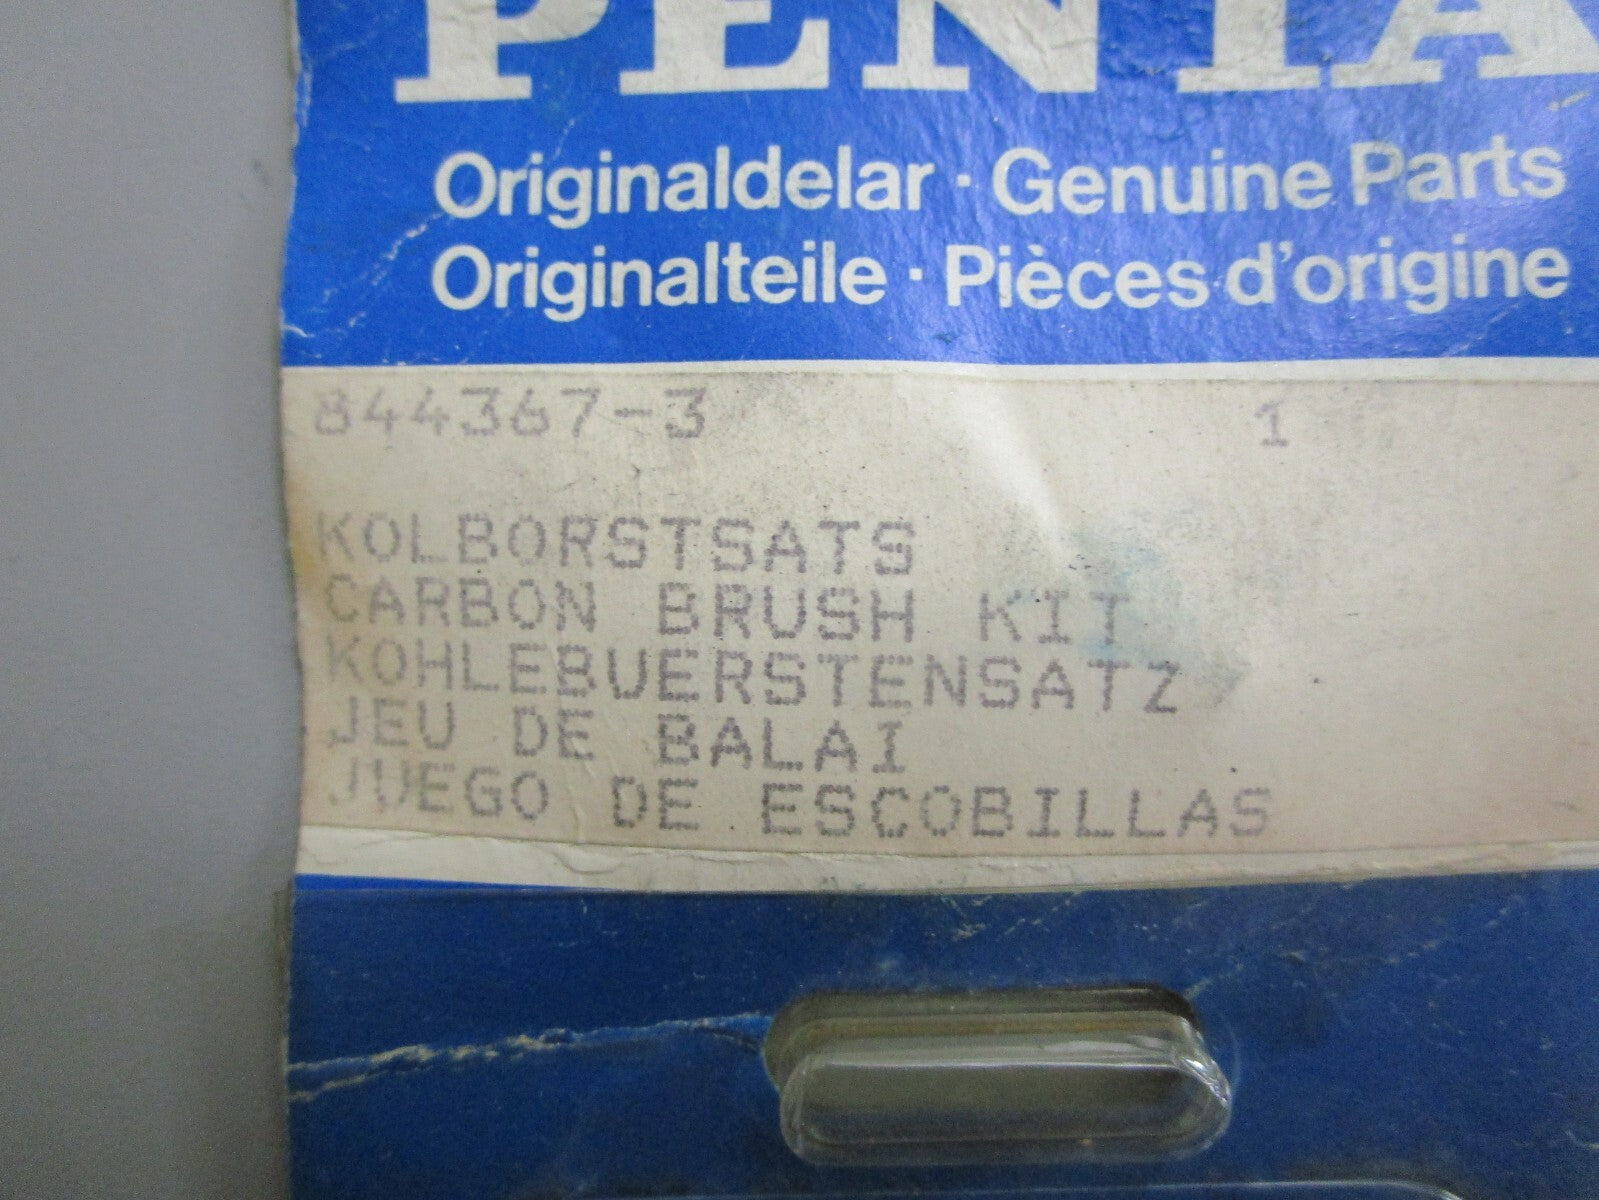 PENTA
Originaldelar · Genuine Parts
Originalteile · Pièces d'origine
844367-3 1
KOLBORSTSATS
CARBON BRUSH KIT
KOHLEBUERSTENSATZ
JEU DE BALAI
JUEGO DE ESCOBILLAS